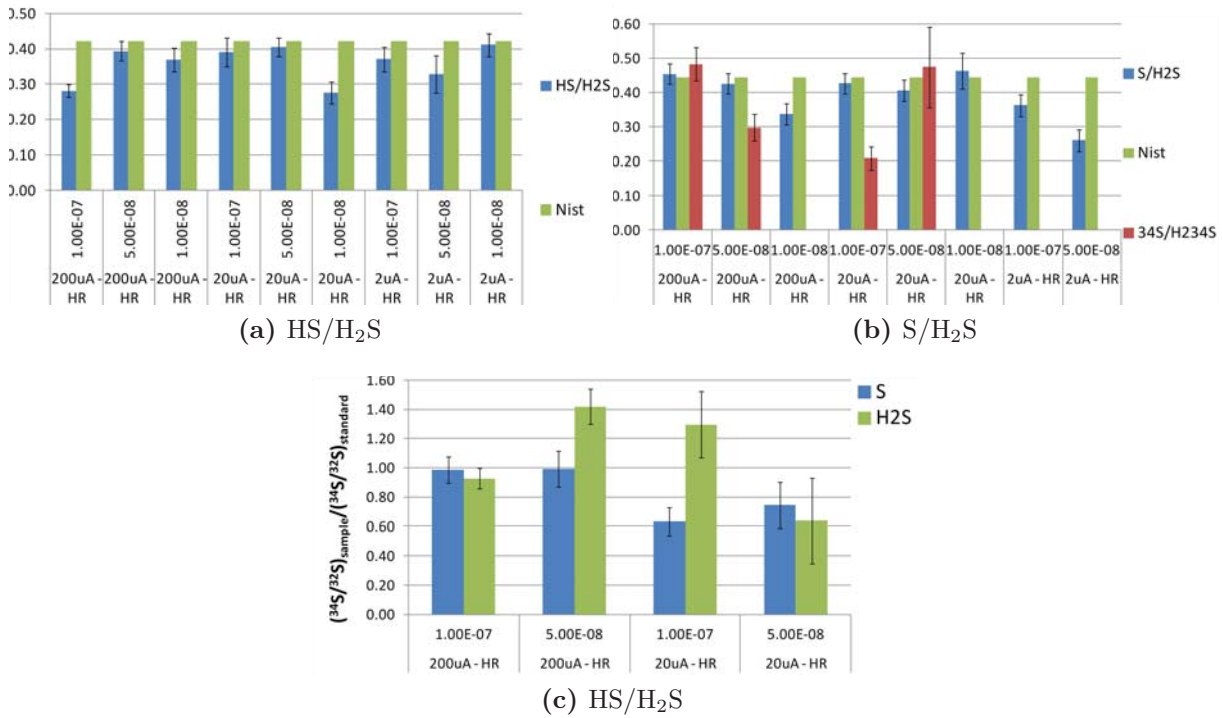 0.50
0.40
0.30
0.20
0.10
0.00
1.00E-07 5.00E-08 1.00E-08 1.00E-07 5.00E-08 1.00E-08 1.00E-07 5.00E-08 1.00E-08
200uA - HR 200uA - HR 200uA - HR 20uA - HR 20uA - HR 20uA - HR 2uA - HR 2uA - HR 2uA - HR
HS/H2S
Nist
(a) HS/H₂S
0.60
0.50
0.40
0.30
0.20
0.10
0.00
1.00E-07 5.00E-08 1.00E-08 1.00E-07 5.00E-08 1.00E-08 1.00E-07 5.00E-08
200uA - HR 200uA - HR 200uA - HR 20uA - HR 20uA - HR 20uA - HR 2uA - HR 2uA - HR
S/H2S
Nist
34S/H234S
(b) S/H₂S
(³⁴S/³²S)sample/(³⁴S/³²S)standard
1.60
1.40
1.20
1.00
0.80
0.60
0.40
0.20
0.00
1.00E-07 5.00E-08 1.00E-07 5.00E-08
200uA - HR 200uA - HR 20uA - HR 20uA - HR
S
H2S
(c) HS/H₂S